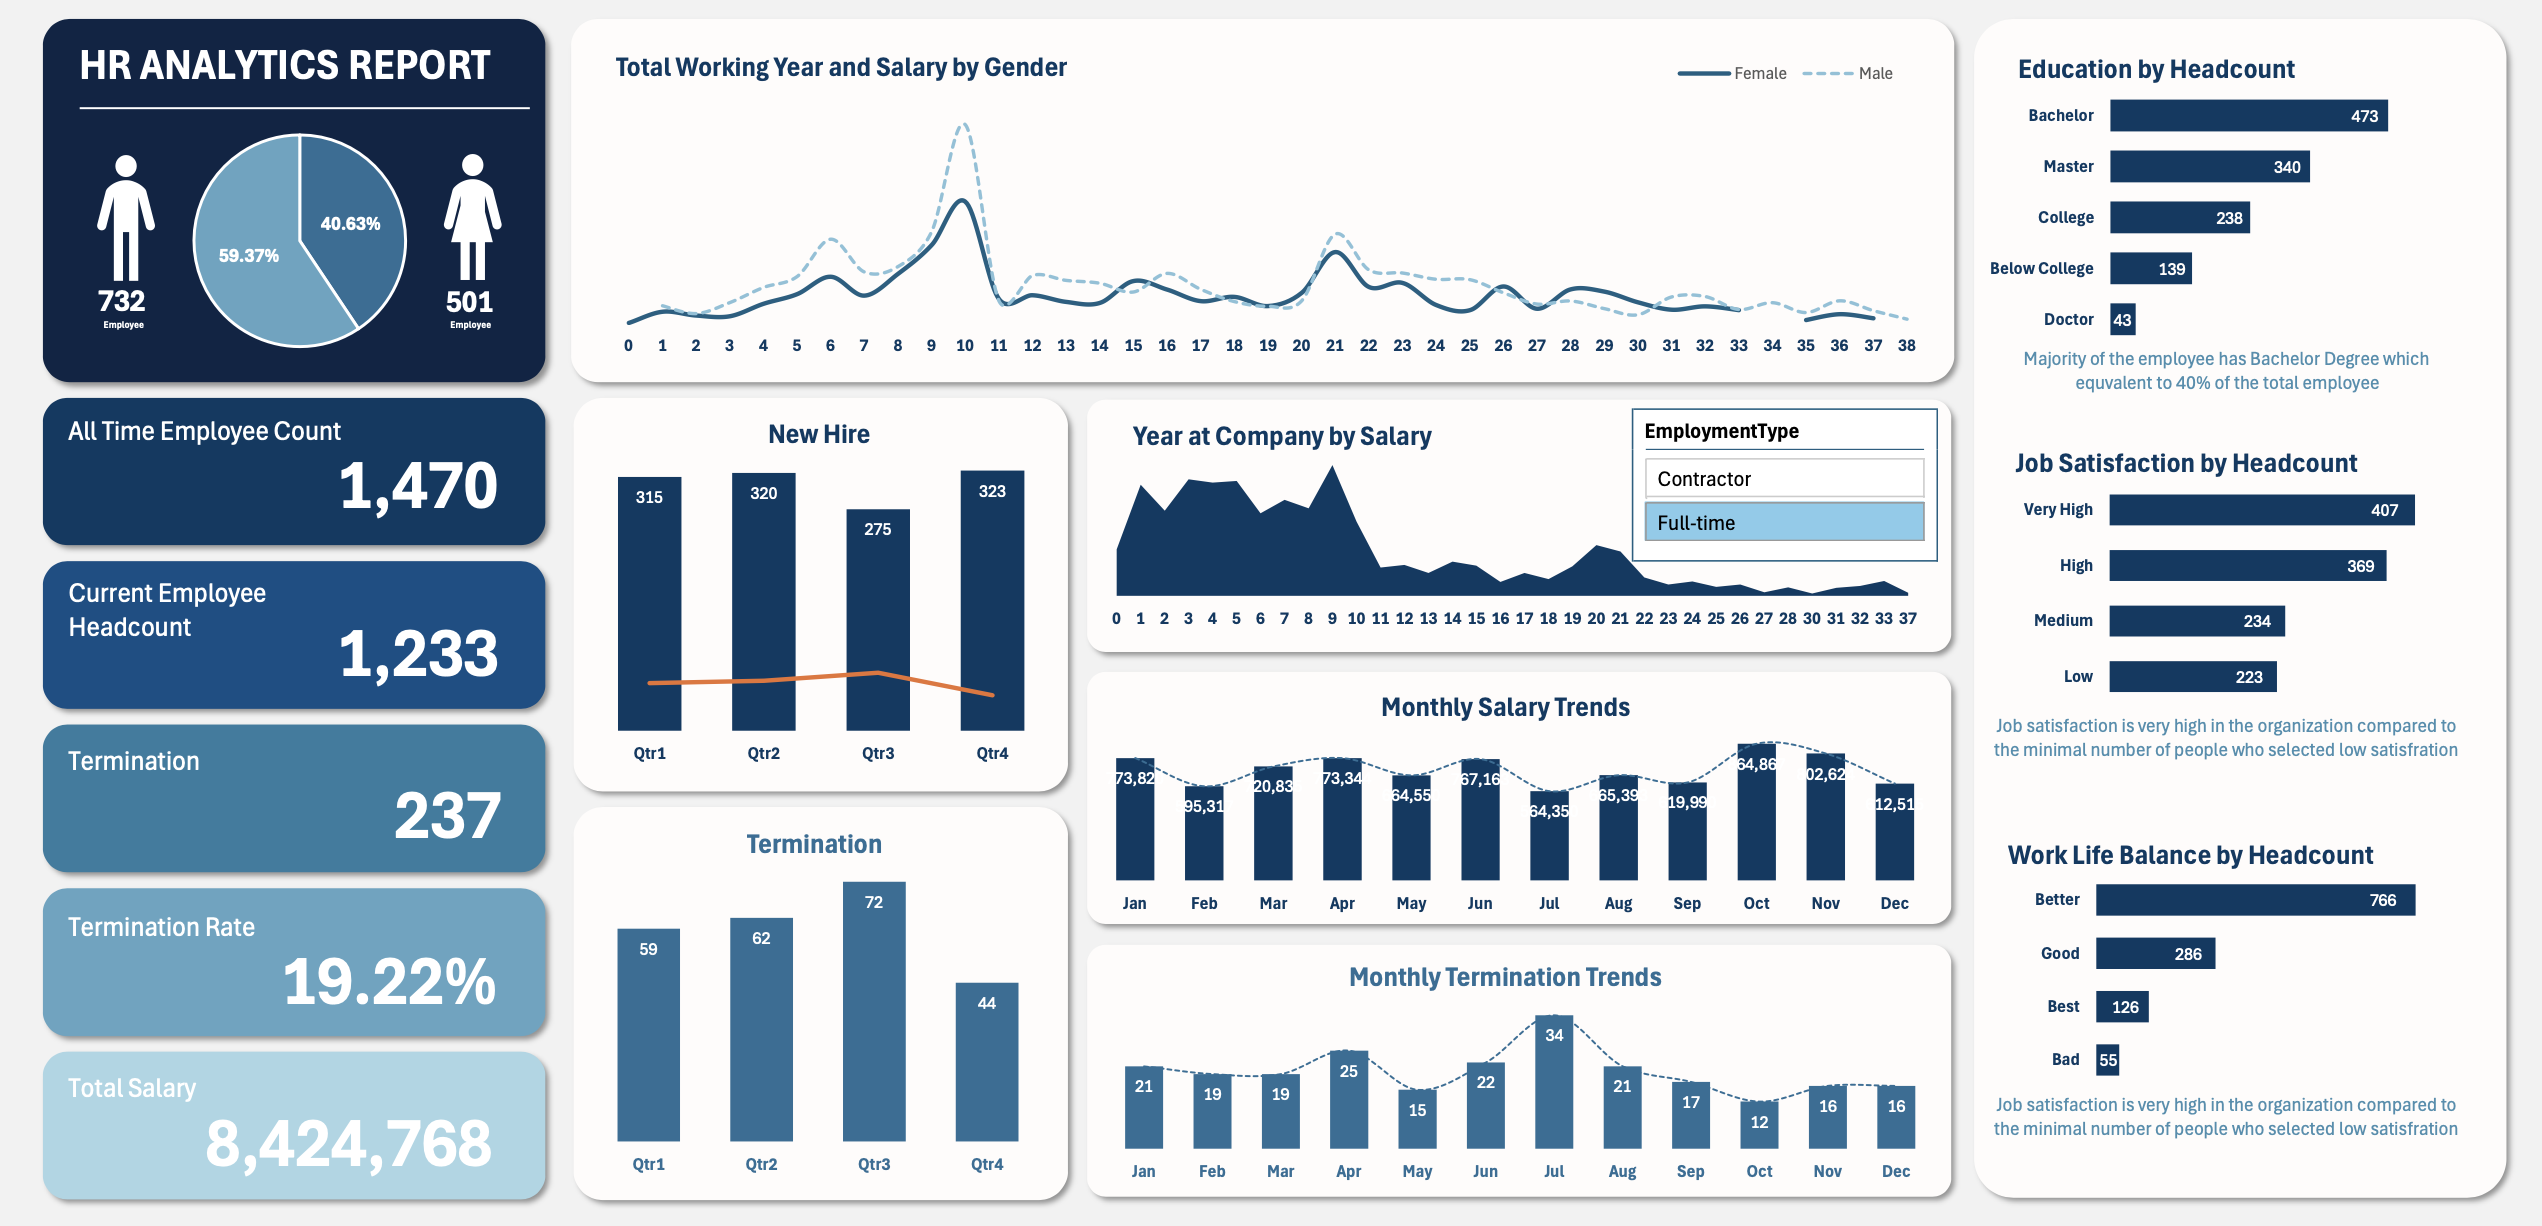 HR ANALYTICS REPORT
40.63%
59.37%
732
Employee
501
Employee
All Time Employee Count
1,470
Current Employee
Headcount
1,233
Termination
237
Termination Rate
19.22%
Total Salary
8,424,768
Total Working Year and Salary by Gender
Female Male
0 1 2 3 4 5 6 7 8 9 10 11 12 13 14 15 16 17 18 19 20 21 22 23 24 25 26 27 28 29 30 31 32 33 34 35 36 37 38
New Hire
315 320 275 323
Qtr1 Qtr2 Qtr3 Qtr4
Termination
59 62 72 44
Qtr1 Qtr2 Qtr3 Qtr4
Year at Company by Salary
EmploymentType
Contractor
Full-time
0 1 2 3 4 5 6 7 8 9 10 11 12 13 14 15 16 17 18 19 20 21 22 23 24 25 26 27 28 30 31 32 33 37
Monthly Salary Trends
73,82 95,31 20,83 73,34 64,55 67,16 64,35 65,39 19,99 64,86 02,62 12,51
Jan Feb Mar Apr May Jun Jul Aug Sep Oct Nov Dec
Monthly Termination Trends
21 19 19 25 15 22 34 21 17 12 16 16
Jan Feb Mar Apr May Jun Jul Aug Sep Oct Nov Dec
Education by Headcount
Bachelor 473
Master 340
College 238
Below College 139
Doctor 43
Majority of the employee has Bachelor Degree which
equvalent to 40% of the total employee
Job Satisfaction by Headcount
Very High 407
High 369
Medium 234
Low 223
Job satisfaction is very high in the organization compared to
the minimal number of people who selected low satisfration
Work Life Balance by Headcount
Better 766
Good 286
Best 126
Bad 55
Job satisfaction is very high in the organization compared to
the minimal number of people who selected low satisfration